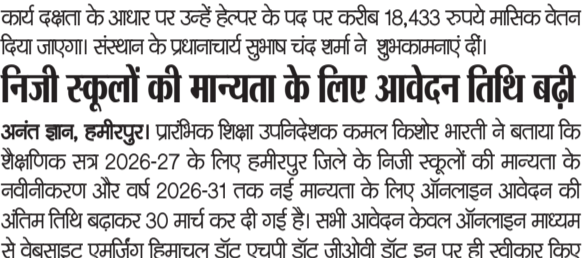 कार्य दक्षता के आधार पर उन्हें हेल्पर के पद पर करीब 18,433 रुपये मासिक वेतन
दिया जाएगा। संस्थान के प्रधानाचार्य सुभाष चंद शर्मा ने शुभकामनाएं दीं।
निजी स्कूलों की मान्यता के लिए आवेदन तिथि बढ़ी
अनंत ज्ञान, हमीरपुर। प्रारंभिक शिक्षा उपनिदेशक कमल किशोर भारती ने बताया कि
शैक्षणिक सत्र 2026-27 के लिए हमीरपुर जिले के निजी स्कूलों की मान्यता के
नवीनीकरण और वर्ष 2026-31 तक नई मान्यता के लिए ऑनलाइन आवेदन की
अंतिम तिथि बढ़ाकर 30 मार्च कर दी गई है। सभी आवेदन केवल ऑनलाइन माध्यम
से वेबसाइट एमर्जिंग हिमाचल डॉट एचपी डॉट जीओवी डॉट इन पर ही स्वीकार किए